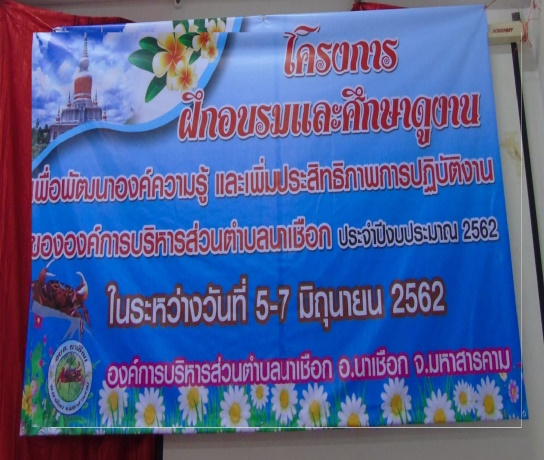 โครงการ
ฝึกอบรมและศึกษาดูงาน
เพื่อพัฒนาองค์ความรู้ และเพิ่มประสิทธิภาพการปฏิบัติงาน
ขององค์การบริหารส่วนตำบลนาเชือก ประจำปีงบประมาณ 2562
ในระหว่างวันที่ 5-7 มิถุนายน 2562
องค์การบริหารส่วนตำบลนาเชือก อ.นาเชือก จ.มหาสารคาม